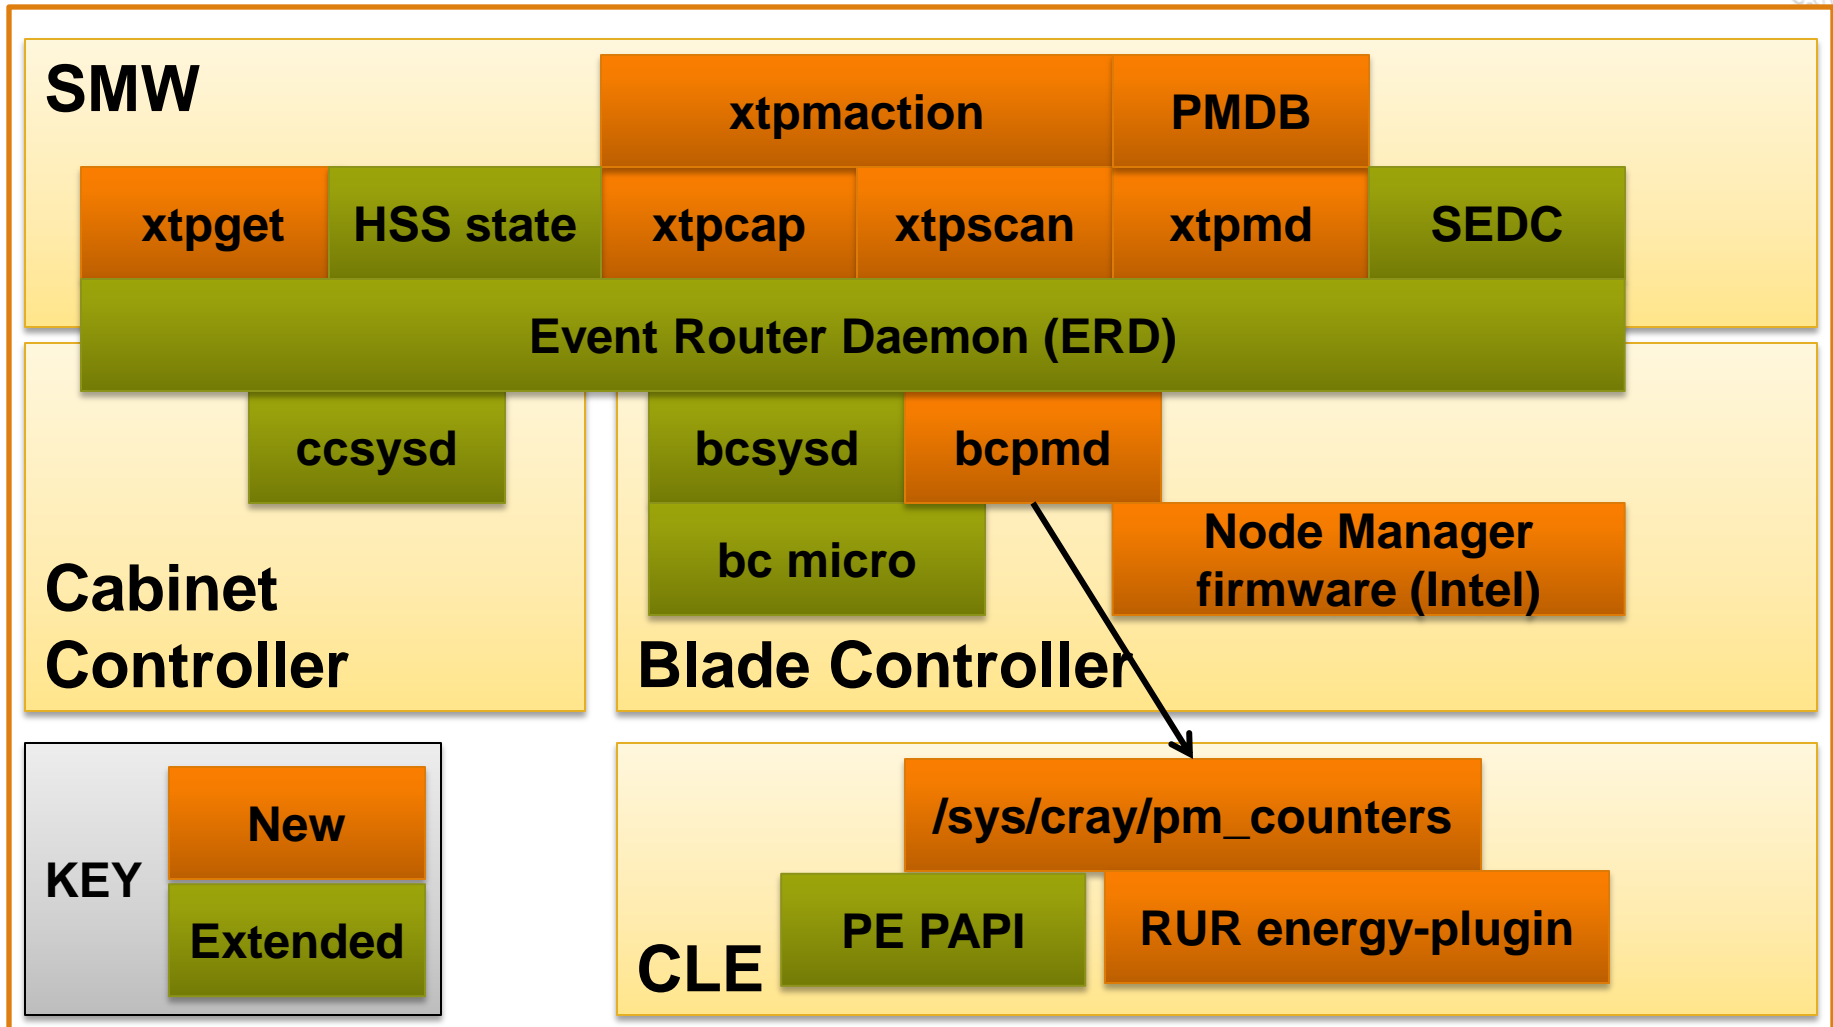 SMW
xtpmaction
PMDB
xtpget
HSS state
xtpcap
xtpscan
xtpmd
SEDC
Event Router Daemon (ERD)
ccsysd
bcsysd
bcpmd
bc micro
Node Manager
firmware (Intel)
Cabinet
Controller
Blade Controller
KEY
New
Extended
/sys/cray/pm_counters
PE PAPI
RUR energy-plugin
CLE